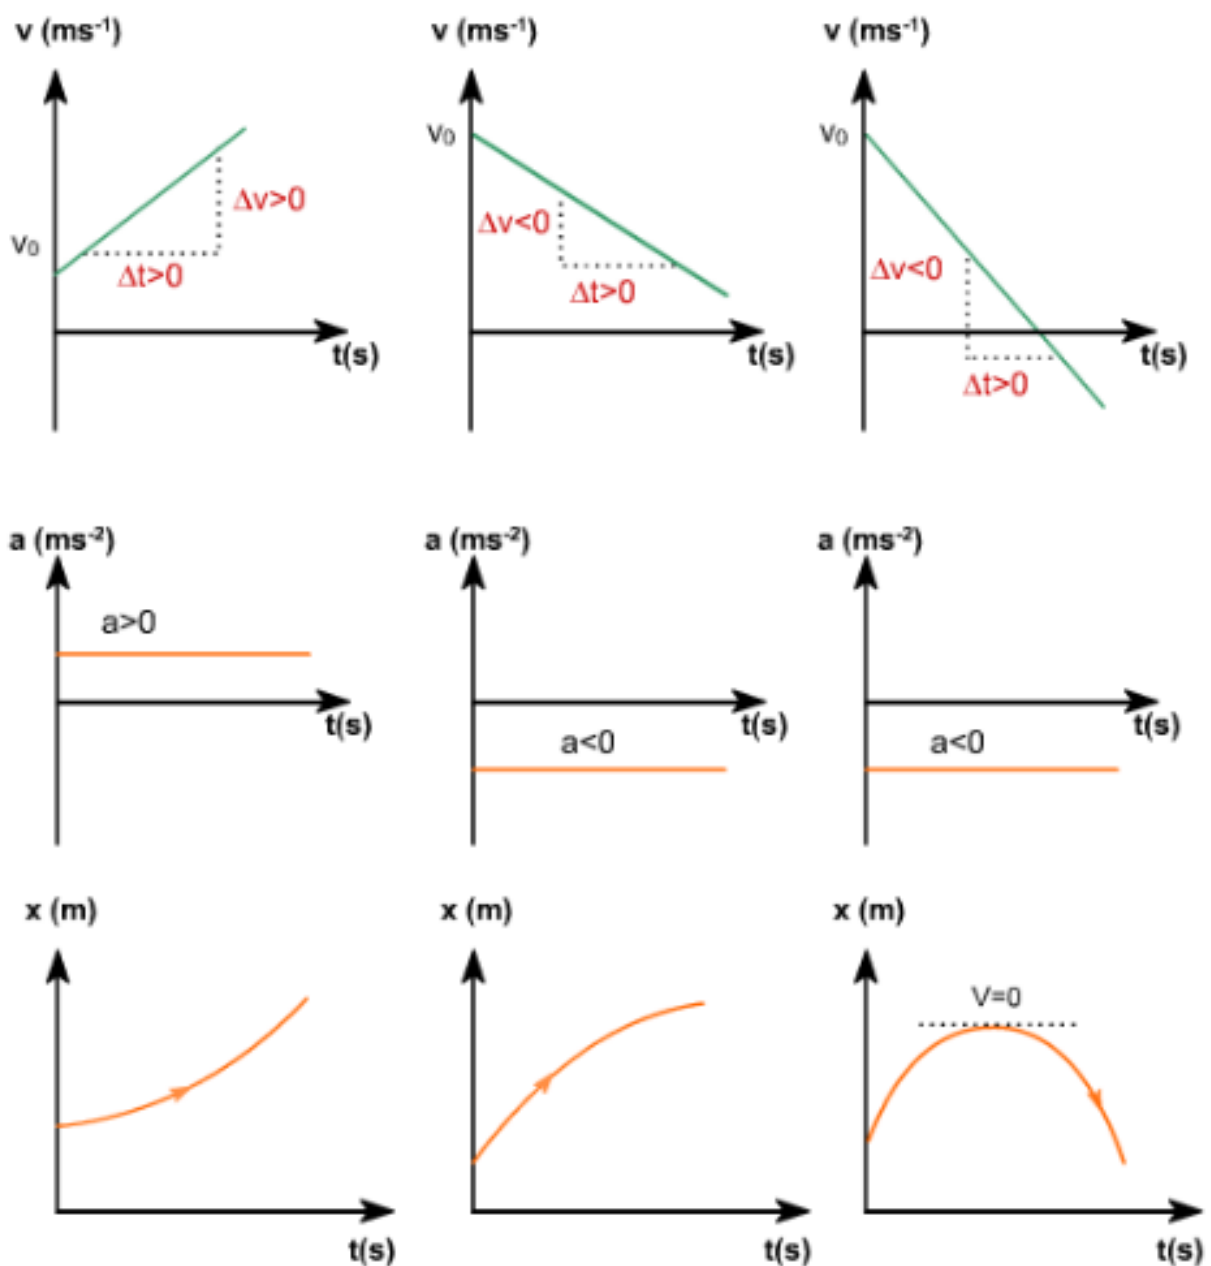 v (ms⁻¹) v (ms⁻¹) v (ms⁻¹)
v₀ v₀
Δv>0 Δv<0
v₀ Δt>0 Δt>0 Δv<0
t(s) t(s) t(s)
Δt>0
a (ms⁻²) a (ms⁻²) a (ms⁻²)
a>0
t(s) t(s) t(s)
a<0 a<0
x (m) x (m) x (m)
V=0
t(s) t(s) t(s)